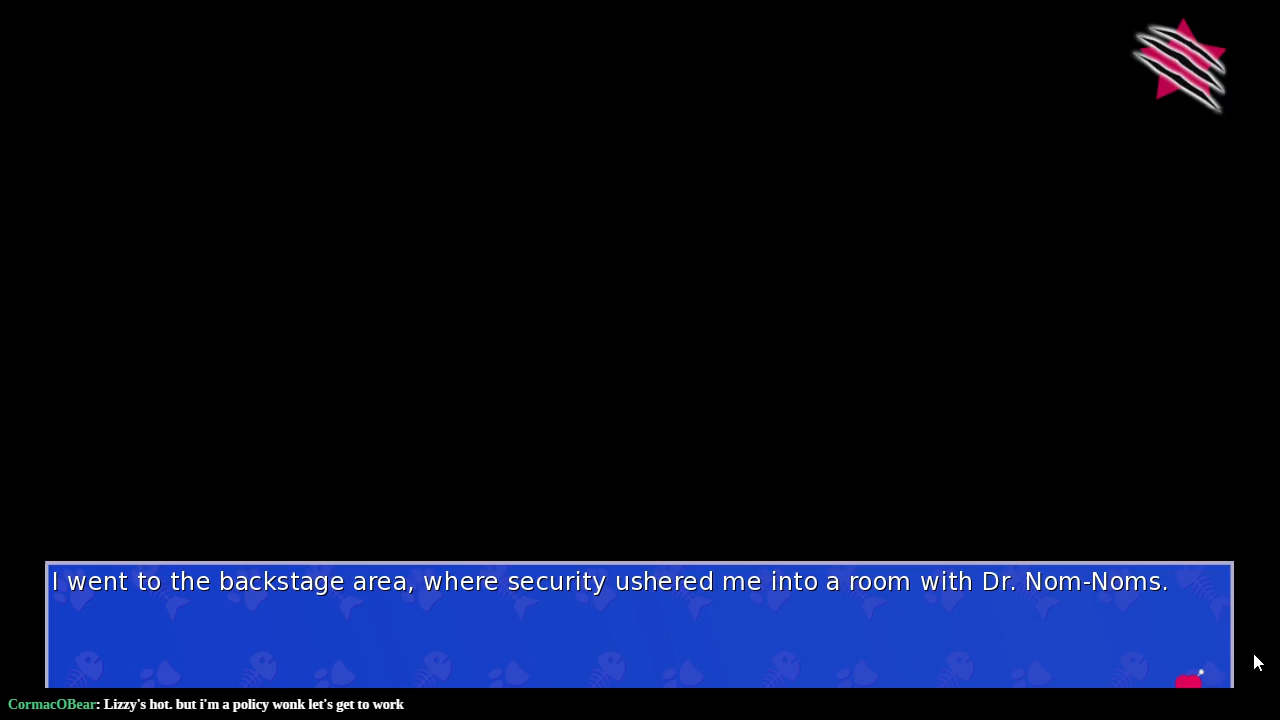 I went to the backstage area, where security ushered me into a room with Dr. Nom-Noms.
CormacOBear: Lizzy's hot. but i'm a policy wonk let's get to work